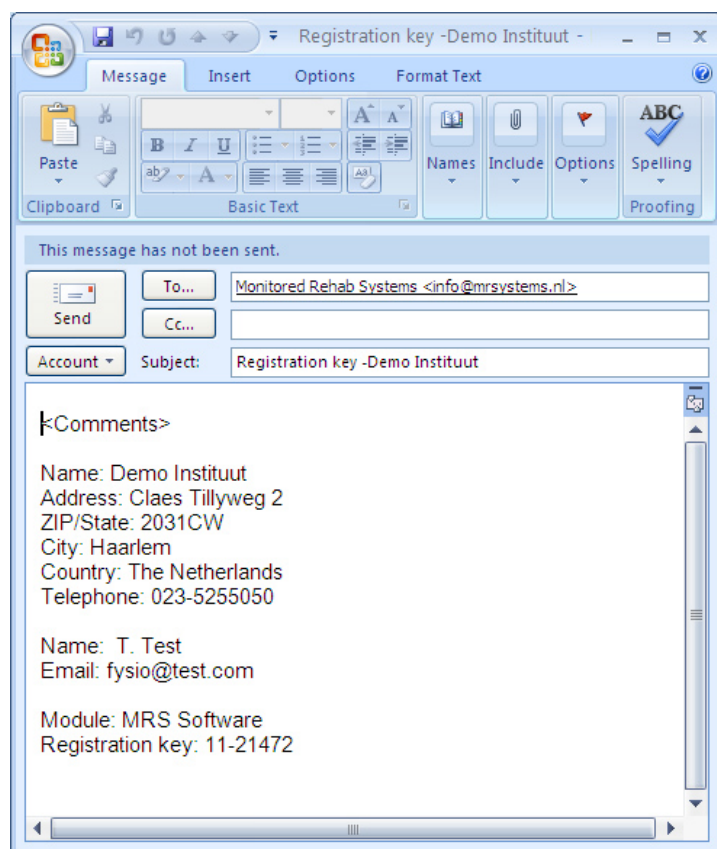 Registration key -Demo Instituut -
Message Insert Options Format Text
Paste
B I U
ab A A Aa
Names Include Options
ABC
Spelling
Clipboard Basic Text Proofing
This message has not been sent.
Send
To... Monitored Rehab Systems <info@mrsystems.nl>
Cc...
Account Subject: Registration key -Demo Instituut
<Comments>
Name: Demo Instituut
Address: Claes Tillyweg 2
ZIP/State: 2031CW
City: Haarlem
Country: The Netherlands
Telephone: 023-5255050
Name:  T. Test
Email: fysio@test.com
Module: MRS Software
Registration key: 11-21472